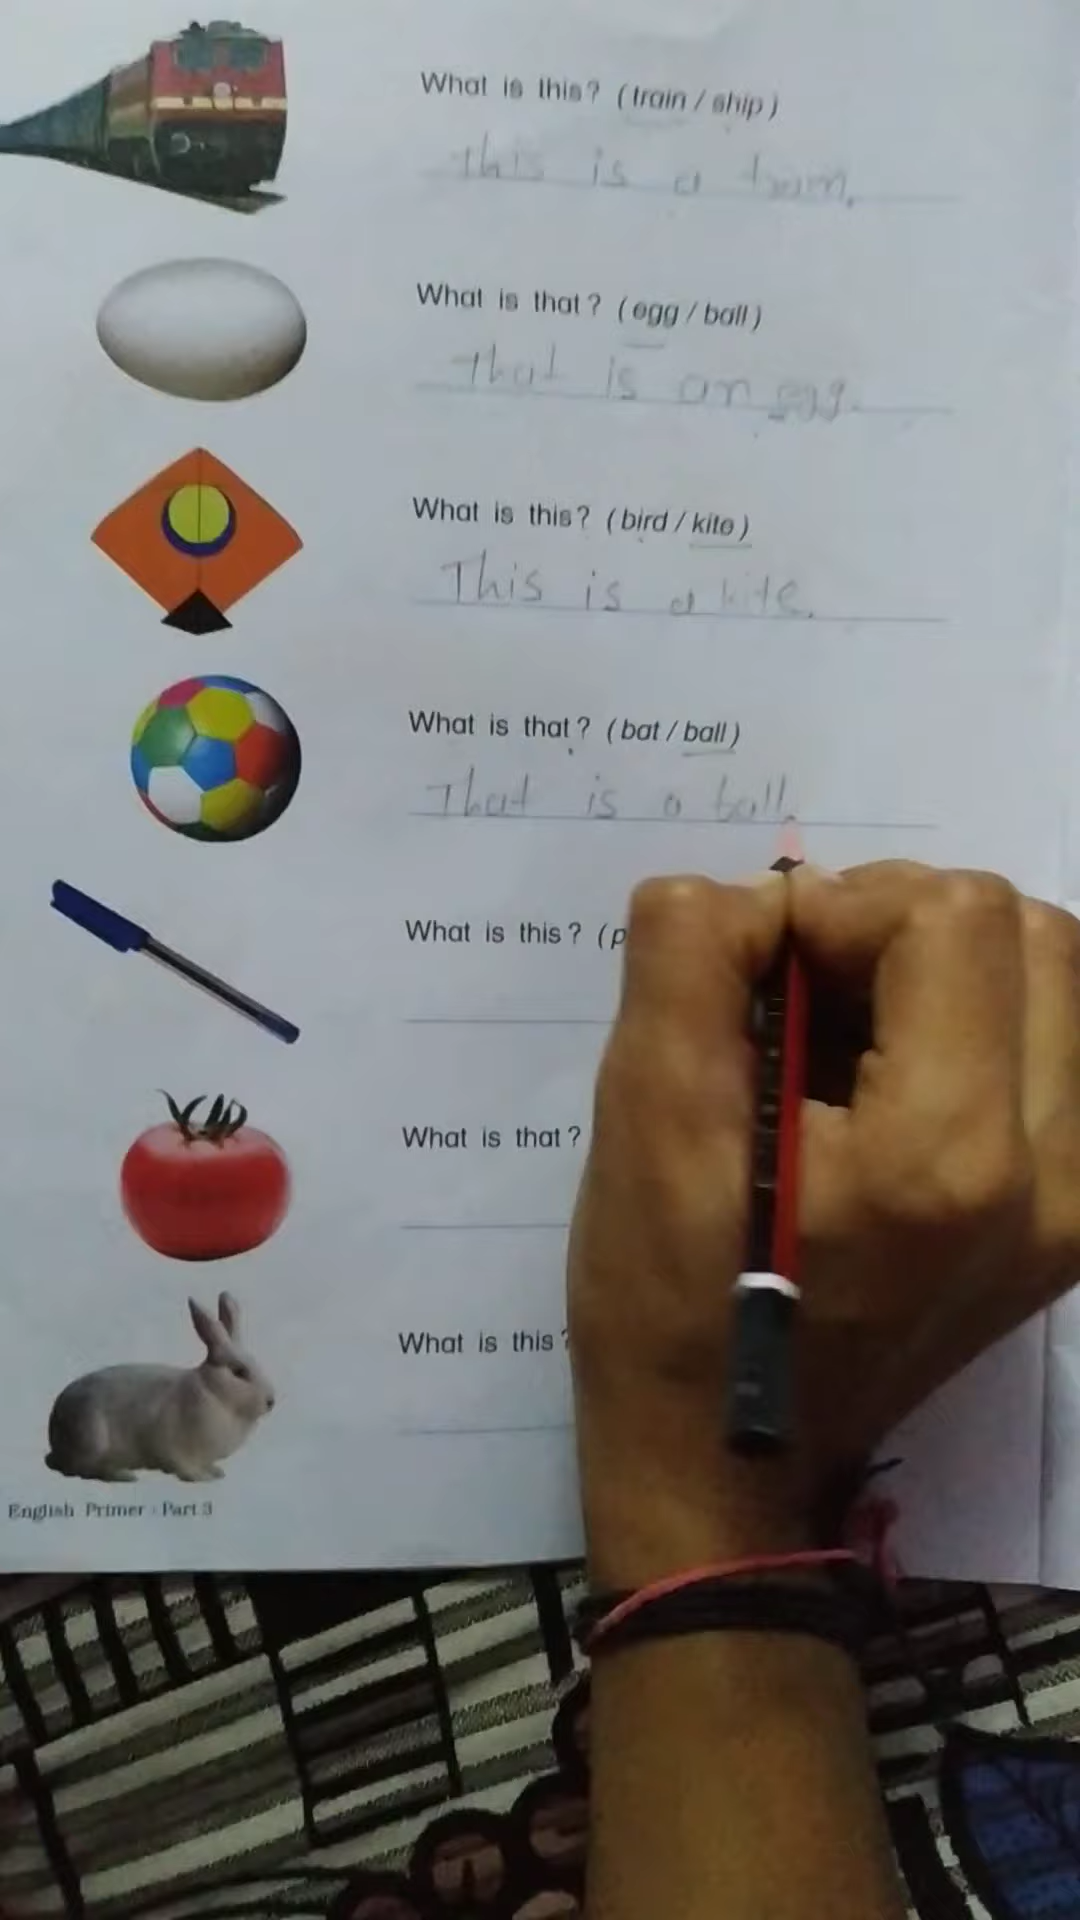 What is this? (train / ship)
This is a train.
What is that? (egg / ball)
That is an egg.
What is this? (bird / kite)
This is a kite.
What is that? (bat / ball)
That is a ball.
What is this? (p
What is that?
What is this?
English Primer - Part 3